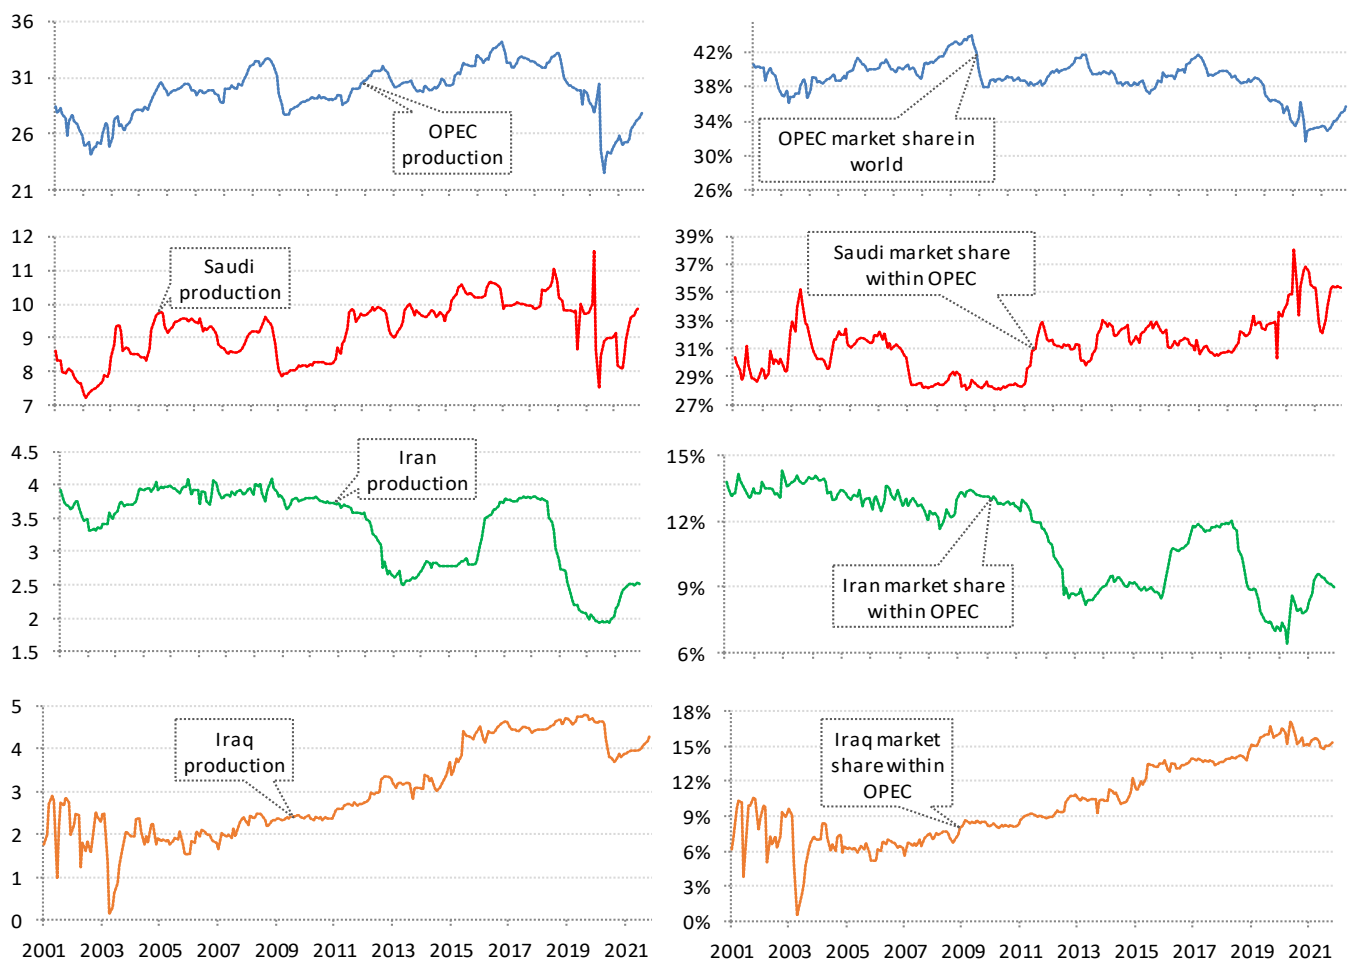 36
31
26
21
OPEC
production
42%
38%
34%
30%
26%
OPEC market share in
world
12
11
10
9
8
7
Saudi
production
39%
37%
35%
33%
31%
29%
27%
Saudi market share
within OPEC
4.5
4
3.5
3
2.5
2
1.5
Iran
production
15%
12%
9%
6%
Iran market share
within OPEC
5
4
3
2
1
0
Iraq
production
2001 2003 2005 2007 2009 2011 2013 2015 2017 2019 2021
18%
15%
12%
9%
6%
3%
0%
Iraq market
share within
OPEC
2001 2003 2005 2007 2009 2011 2013 2015 2017 2019 2021